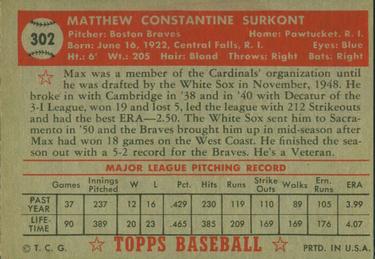 302
MATTHEW CONSTANTINE SURKONT
Pitcher: Boston Braves Home: Pawtucket, R. I.
Born: June 16, 1922, Central Falls, R. I. Eyes: Blue
Ht.: 6' Wt.: 205 Hair: Blond Throws: Right Bats: Right
Max was a member of the Cardinals' organization until
he was drafted by the White Sox in November, 1948. He
broke in with Cambridge in '38 and in '40 with Decatur of the
3-I League, won 19 and lost 5, led the league with 212 Strikeouts
and had the best ERA—2.50. The White Sox sent him to Sacra-
mento in '50 and the Braves brought him up in mid-season after
Max had won 18 games on the West Coast. He finished the sea-
son out with a 5-2 record for the Braves. He's a Veteran.
MAJOR LEAGUE PITCHING RECORD
Games Innings Pitched W L Pct. Hits Runs Strike Outs Walks Ern. Runs ERA
PAST YEAR 37 237 12 16 .429 230 119 110 89 105 3.99
LIFE-TIME 90 390 20 23 .465 385 197 169 169 176 4.07
© T. C. G. TOPPS BASEBALL PRTD. IN U.S.A.